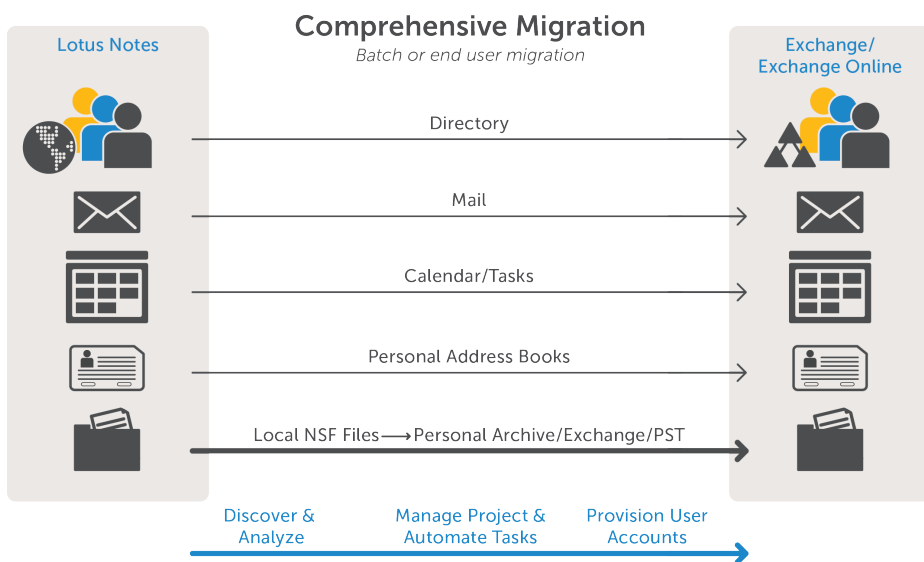 Comprehensive Migration
Batch or end user migration
Lotus Notes
Exchange/
Exchange Online
Directory
Mail
Calendar/Tasks
Personal Address Books
Local NSF Files⟶Personal Archive/Exchange/PST
Discover &
Analyze
Manage Project &
Automate Tasks
Provision User
Accounts